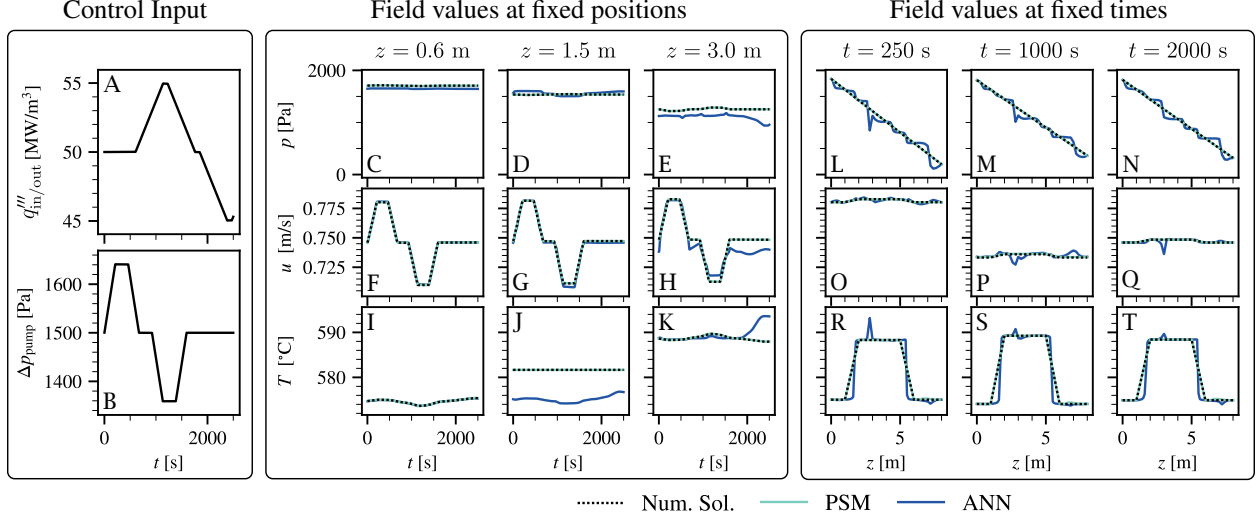 Control Input
Field values at fixed positions
Field values at fixed times
z = 0.6 m
z = 1.5 m
z = 3.0 m
t = 250 s
t = 1000 s
t = 2000 s
A
55
50
45
q′′′in/out [MW/m³]
B
1600
1500
1400
Δp_pump [Pa]
0
2000
t [s]
2000
0
p [Pa]
C
D
E
0.775
0.750
0.725
u [m/s]
F
G
H
590
580
T [°C]
I
J
K
0
2000
0
2000
0
2000
t [s]
t [s]
t [s]
L
M
N
O
P
Q
R
S
T
0
5
0
5
0
5
z [m]
z [m]
z [m]
Num. Sol.
PSM
ANN